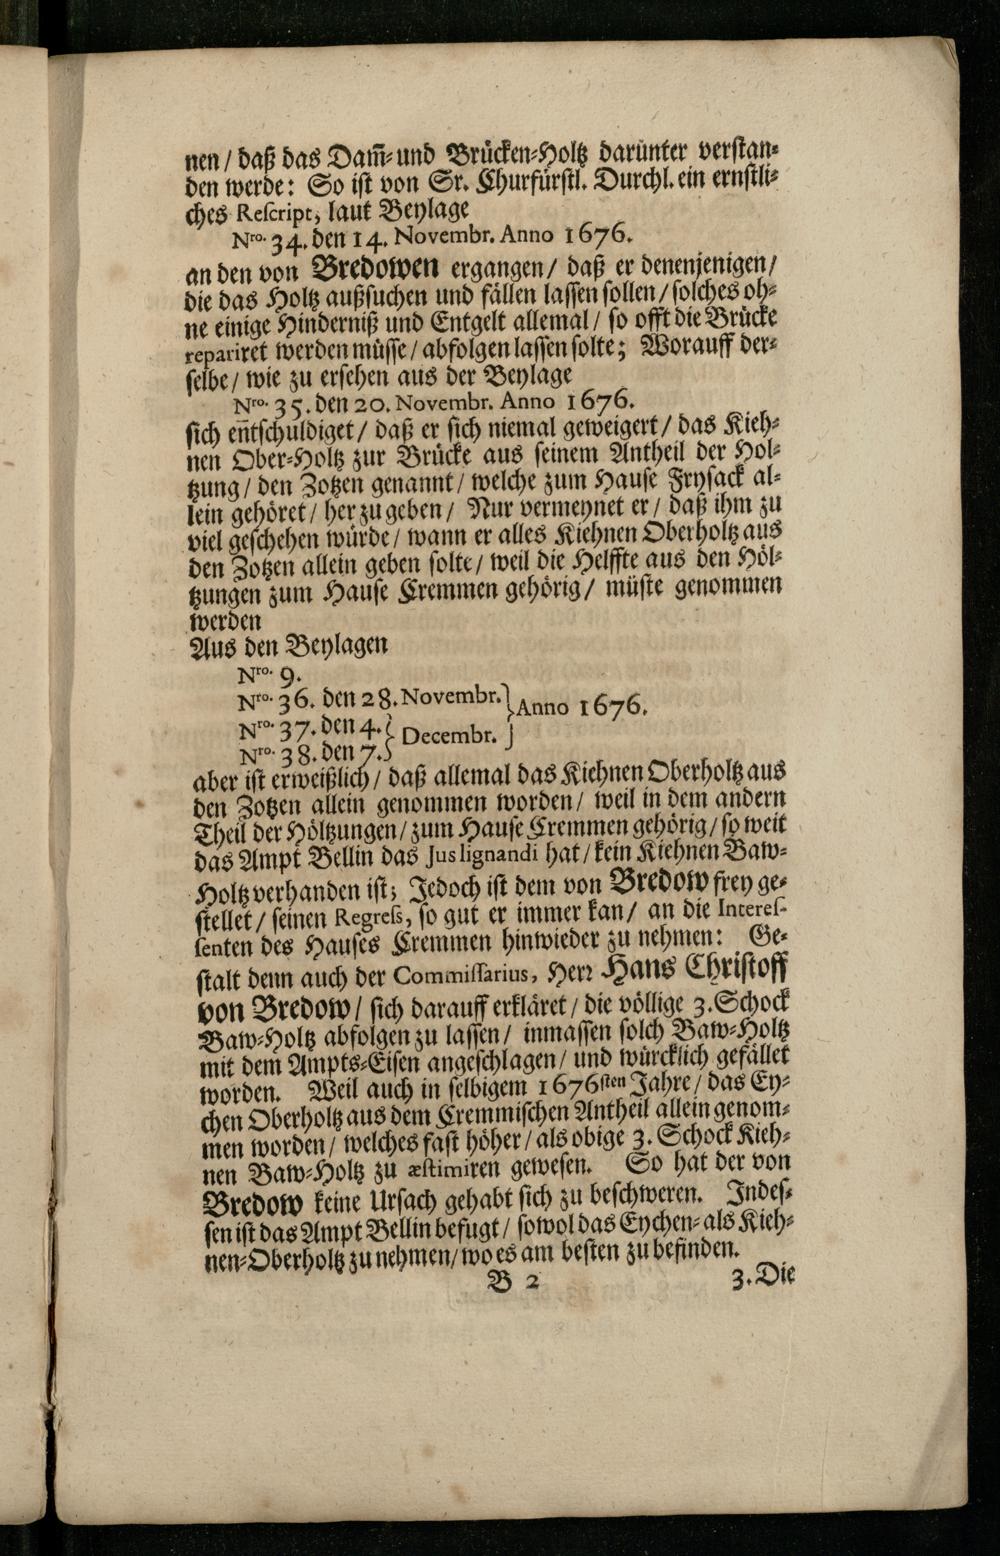 nen / daß das Dam̃- und Brücken-Holtz darünter verstan-
den werde: So ist von Sr. Churfürstl. Durchl. ein ernstli-
ches Rescript, laut Beylage
Nro. 34. den 14. Novembr. Anno 1676.
an den von Bredowen ergangen / daß er denenjenigen /
die das Holtz außsuchen und fällen lassen sollen / solches oh-
ne einige Hinderniß und Entgelt allemal / so offt die Brücke
repariret werden müsse / abfolgen lassen solte; Worauff der-
selbe / wie zu ersehen aus der Beylage
Nro. 35. den 20. Novembr. Anno 1676.
sich eñtschuldiget / daß er sich niemal geweigert / das Kieh-
nen Ober-Holtz zur Brücke aus seinem Antheil der Hol-
tzung / den Zotzen genannt / welche zum Hause Frysack al-
lein gehöret / her zu geben / Nur vermeynet er / daß ihm zu
viel geschehen würde / wann er alles Kiehnen Oberholtz aus
den Zotzen allein geben solte / weil die Helffte aus den Höl-
tzungen zum Hause Cremmen gehörig / müste genommen
werden
Aus den Beylagen
Nro. 9.
Nro. 36. den 28. Novembr. } Anno 1676.
Nro. 37. den 4. } Decembr. }
Nro. 38. den 7. }
aber ist erweißlich / daß allemal das Kiehnen Oberholtz aus
den Zotzen allein genommen worden / weil in dem andern
Theil der Höltzungen / zum Hause Cremmen gehörig / so weit
das Ampt Bellin das Jus lignandi hat / kein Kiehnen Baw-
Holtz verhanden ist; Jedoch ist dem von Bredow frey ge-
stellet / seinen Regreß, so gut er immer kan / an die Interes-
senten des Hauses Cremmen hinwieder zu nehmen: Ge-
stalt denn auch der Commissarius, Herr Hans Christoff
von Bredow / sich darauff erkläret / die völlige 3. Schock
Baw-Holtz abfolgen zu lassen / inmassen solch Baw-Holtz
mit dem Ampts-Eisen angeschlagen / und würcklich gefället
worden. Weil auch in selbigem 1676sten Jahre / das Ey-
chen Oberholtz aus dem Cremmischen Antheil allein genom-
men worden / welches fast höher / als obige 3. Schock Kieh-
nen Baw-Holtz zu æstimiren gewesen. So hat der von
Bredow keine Ursach gehabt sich zu beschweren. Indes-
sen ist das Ampt Bellin befugt / sowol das Eychen- als Kieh-
nen-Oberholtz zu nehmen / wo es am besten zu befinden.
B 2 3. Die